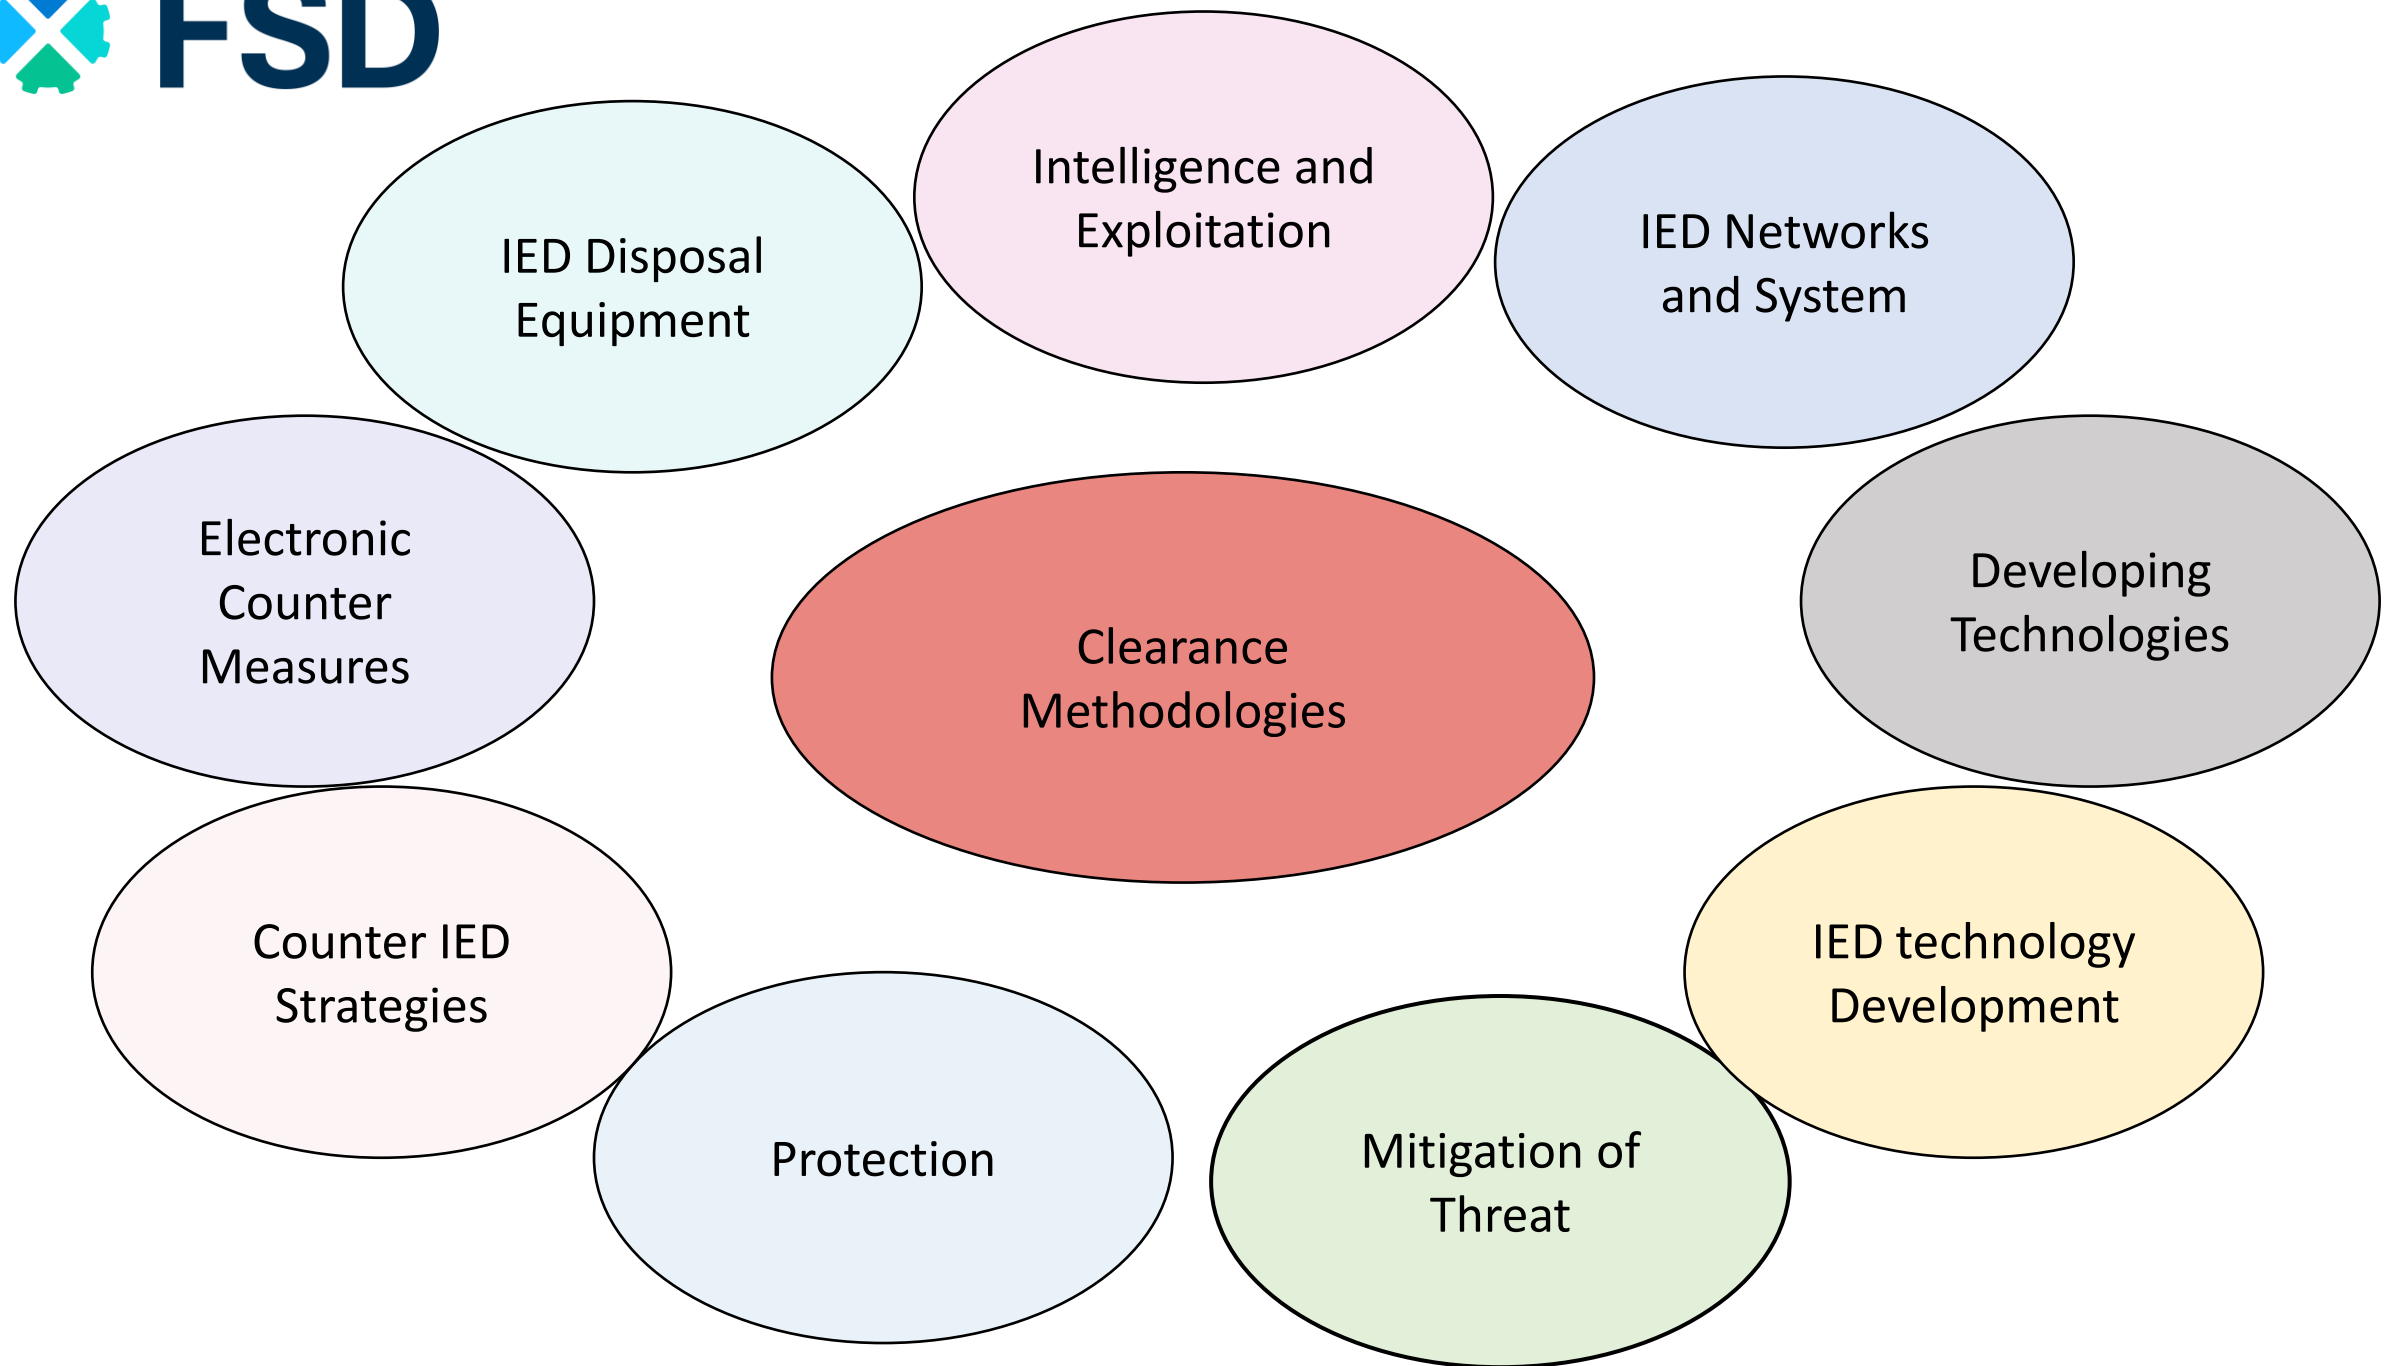 FSD
Intelligence and
Exploitation
IED Disposal
Equipment
IED Networks
and System
Electronic
Counter
Measures
Developing
Technologies
Clearance
Methodologies
Counter IED
Strategies
IED technology
Development
Protection
Mitigation of
Threat